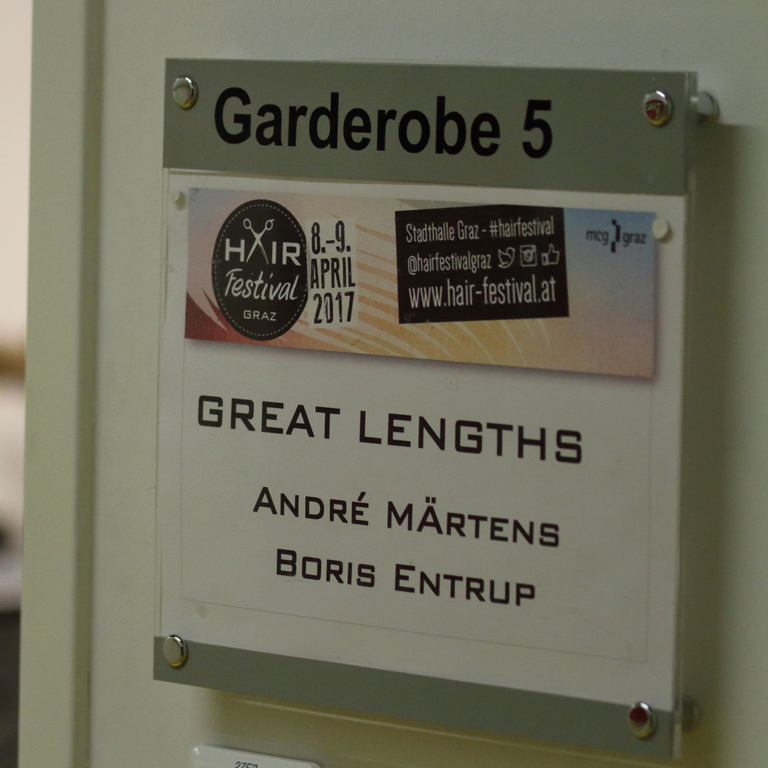 Garderobe 5
HAIR
Festival
GRAZ
8.-9.
APRIL
2017
Stadthalle Graz - #hairfestival
@hairfestivalgraz
www.hair-festival.at
mcg graz
GREAT LENGTHS
ANDRÉ MÄRTENS
BORIS ENTRUP